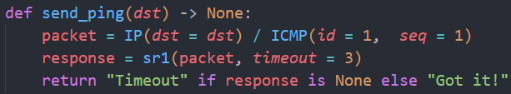 def send_ping(dst) -> None:
    packet = IP(dst = dst) / ICMP(id = 1,  seq = 1)
    response = sr1(packet, timeout = 3)
    return "Timeout" if response is None else "Got it!"